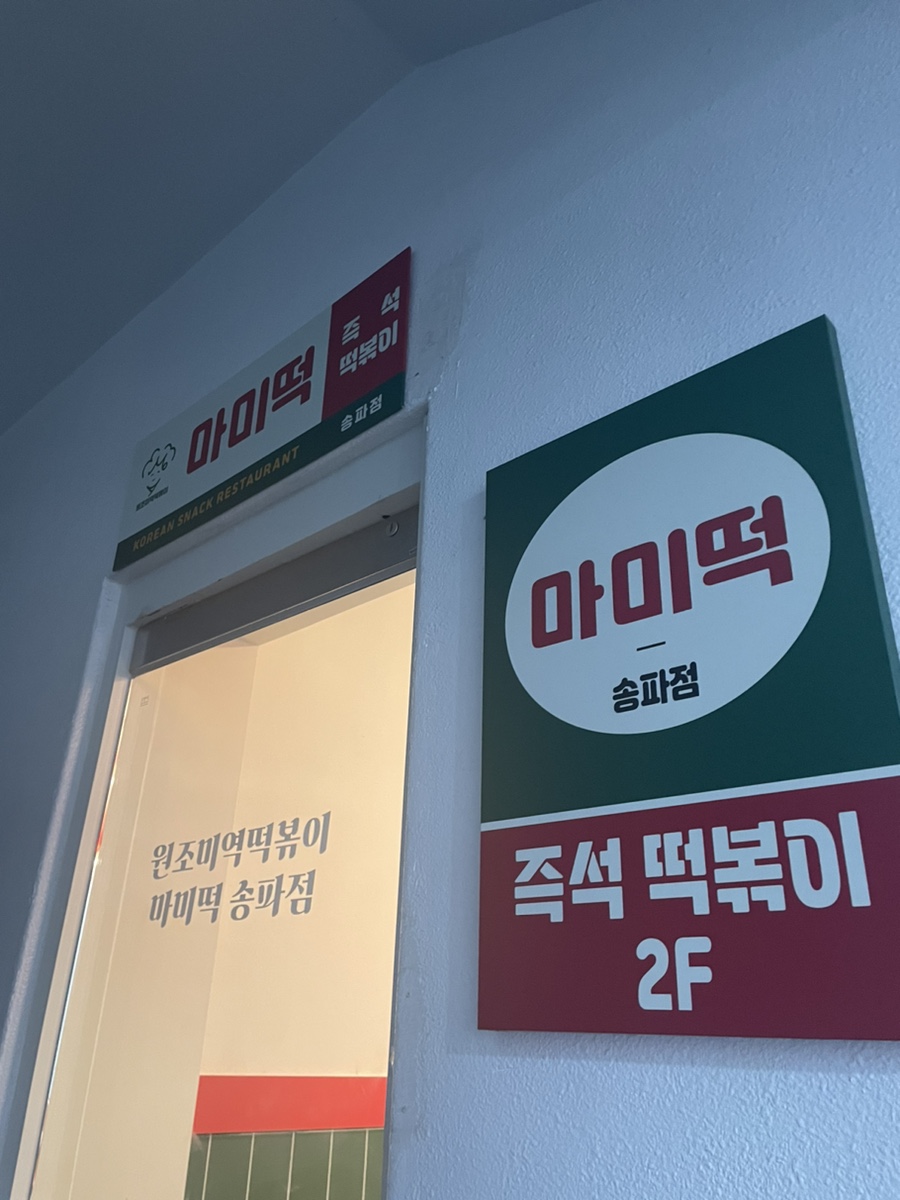 마미떡
즉석
떡볶이
KOREAN SNACK RESTAURANT
송파점
마미떡
송파점
즉석 떡볶이
2F
원조미역떡볶이
마미떡 송파점